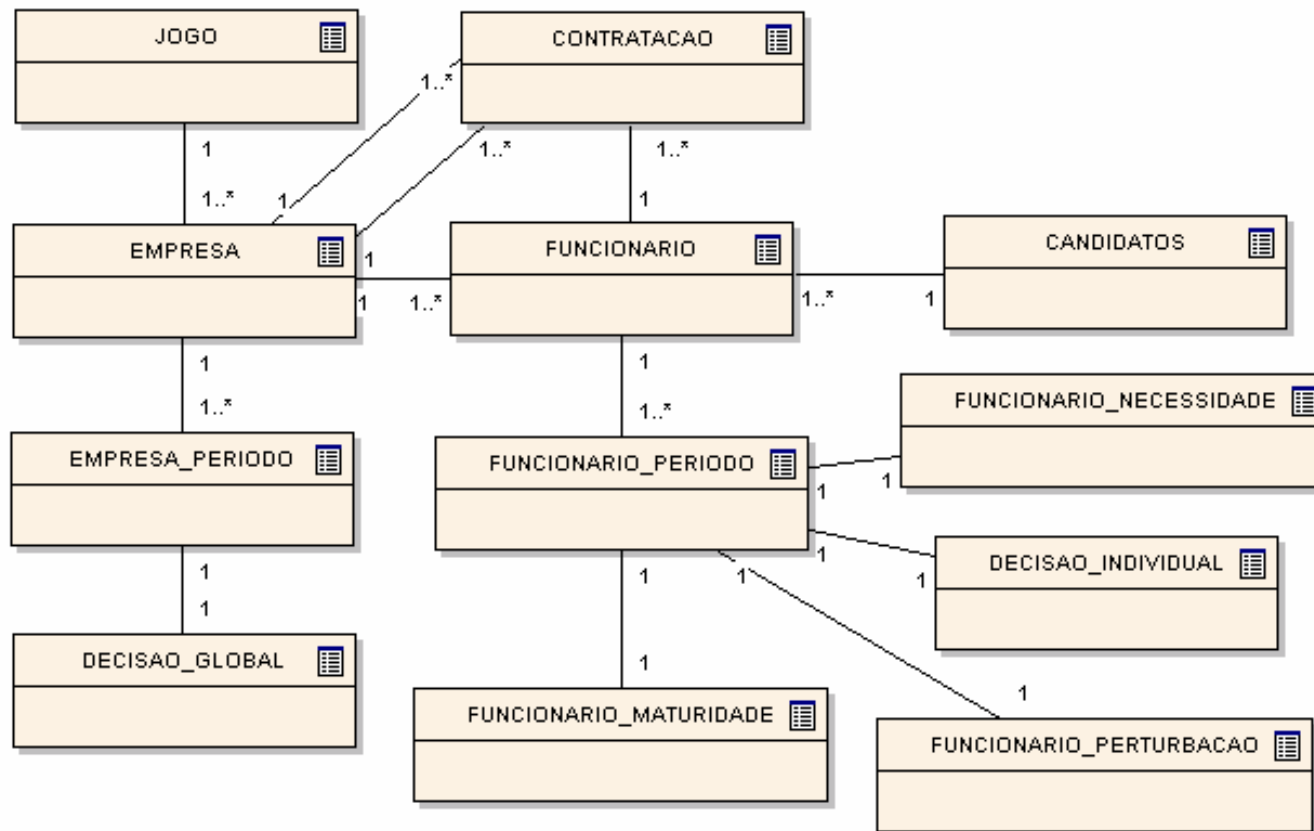 JOGO
CONTRATACAO
1..*
1
1..*
1..*
1
1..*
1
1
EMPRESA
FUNCIONARIO
CANDIDATOS
1
1
1..*
1..*
1
1
1..*
1
1..*
FUNCIONARIO_NECESSIDADE
EMPRESA_PERIODO
FUNCIONARIO_PERIODO
1
1
1
1
1
1
1
1
DECISAO_INDIVIDUAL
1
DECISAO_GLOBAL
1
1
FUNCIONARIO_MATURIDADE
FUNCIONARIO_PERTURBACAO